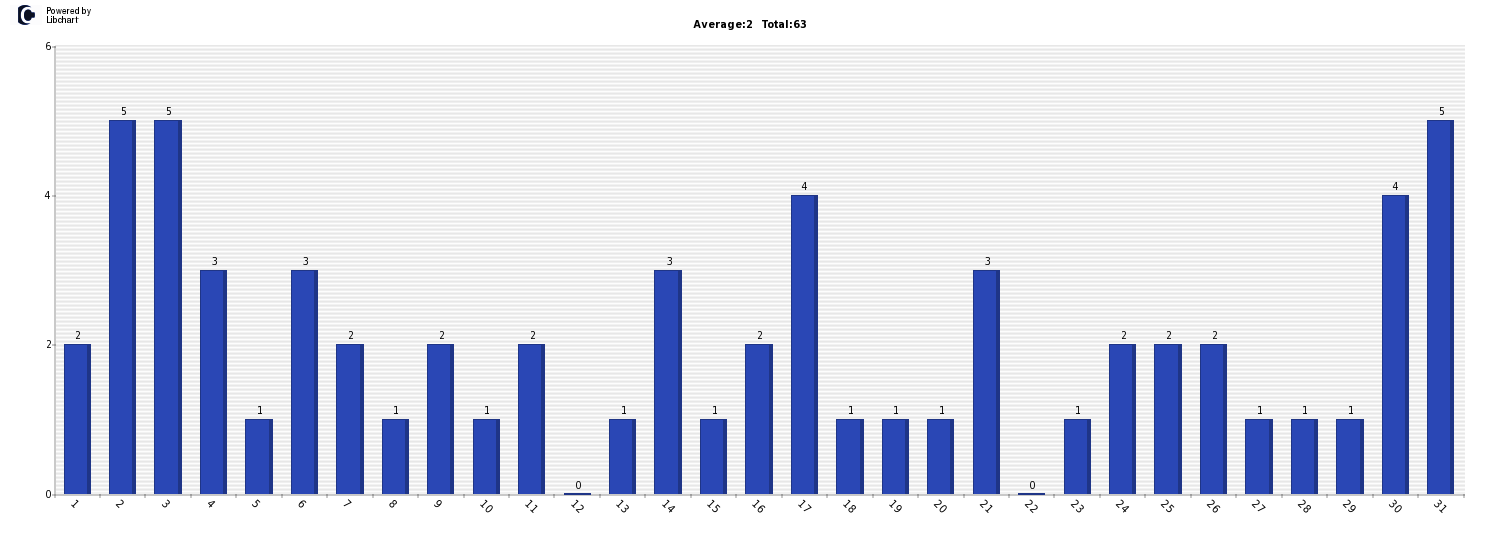 Powered by
Libchart
Average:2 Total:63
6
5 5 5
4 4 4
3 3 3 3
2 2 2 2 2 2 2 2 2
1 1 1 1 1 1 1 1 1 1 1 1 1
0 0 0
1 2 3 4 5 6 7 8 9 10 11 12 13 14 15 16 17 18 19 20 21 22 23 24 25 26 27 28 29 30 31